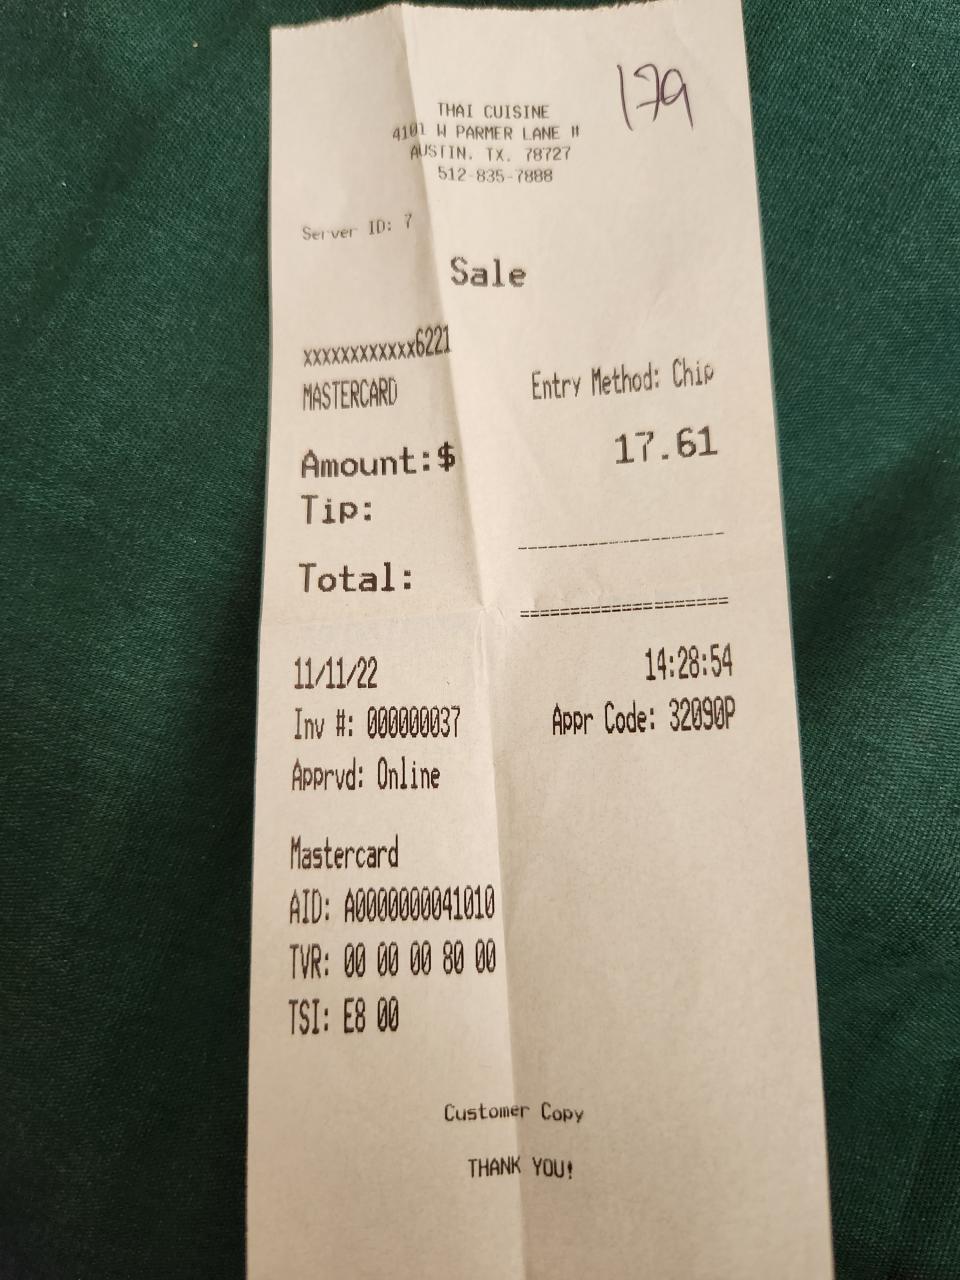 179
THAI CUISINE
4101 W PARMER LANE #
AUSTIN. TX. 78727
512-835-7888
Server ID: 7
Sale
xxxxxxxxxxxx6221
MASTERCARD Entry Method: Chip
Amount:$ 17.61
Tip:
Total:
11/11/22 14:28:54
Inv #: 000000037 Appr Code: 32090P
Apprvd: Online
Mastercard
AID: A0000000041010
TVR: 00 00 00 80 00
TSI: E8 00
Customer Copy
THANK YOU!